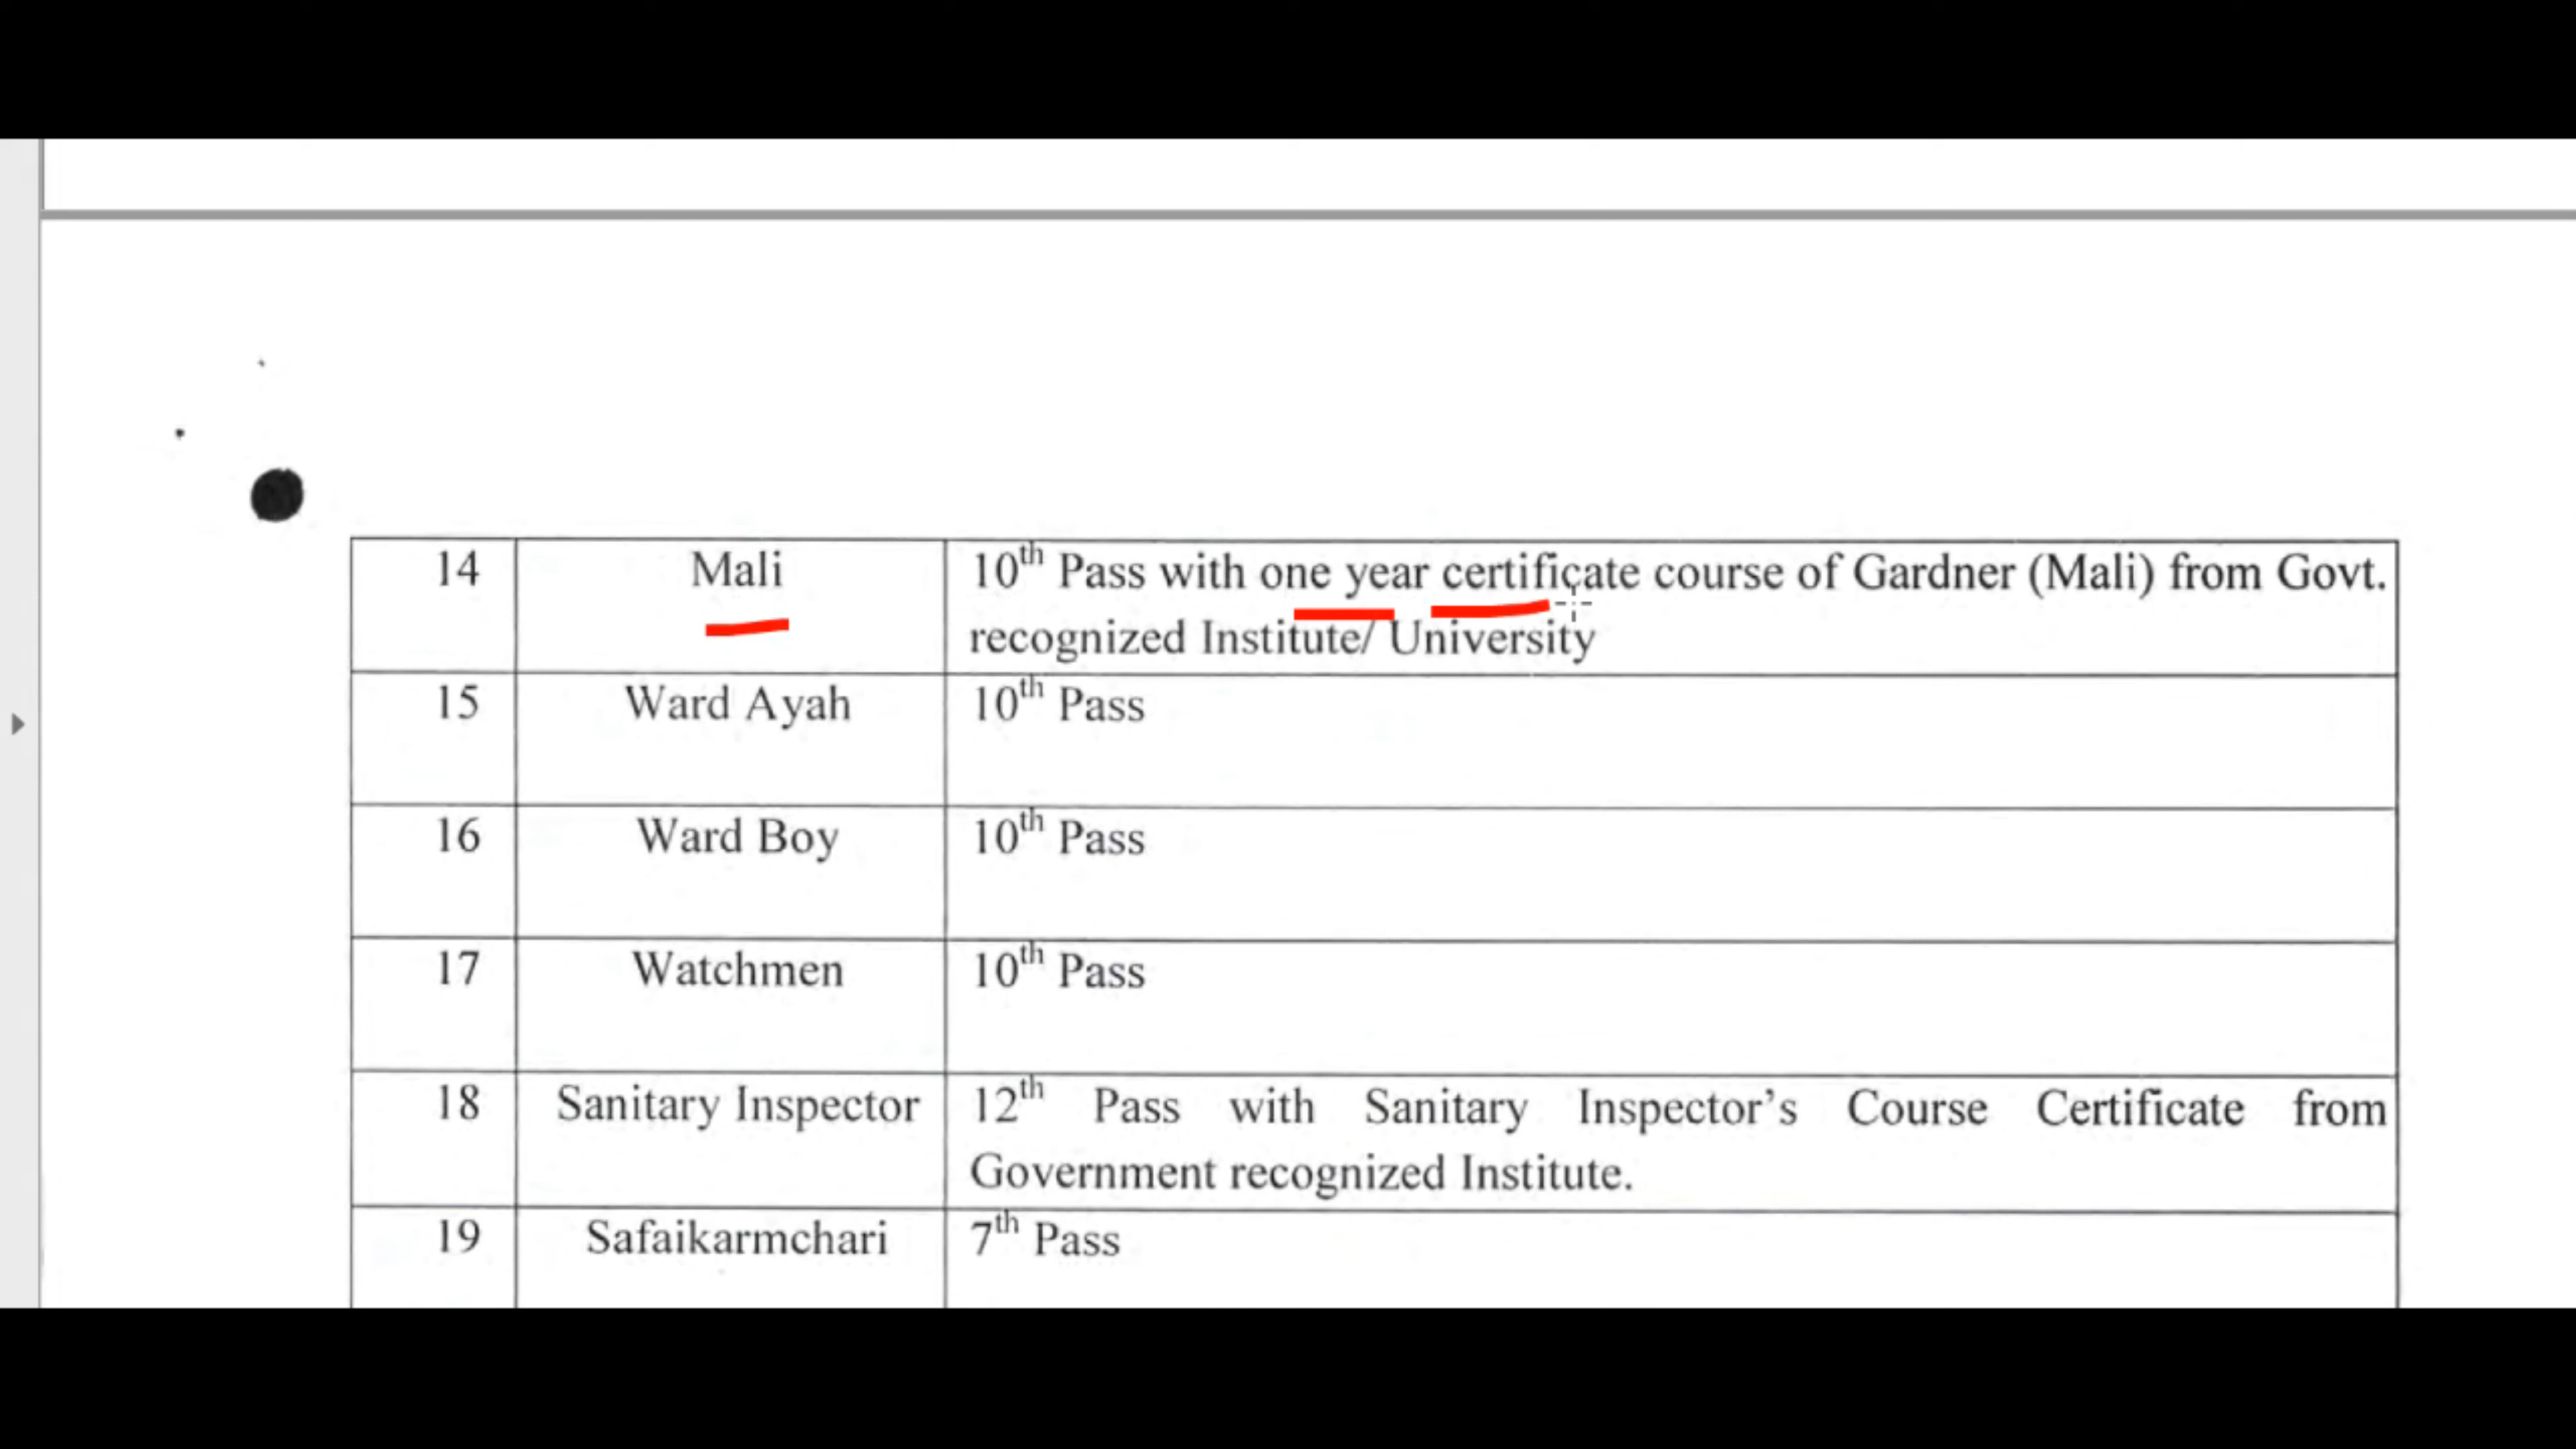 14 Mali 10th Pass with one year certificate course of Gardner (Mali) from Govt.
recognized Institute/ University
15 Ward Ayah 10th Pass
16 Ward Boy 10th Pass
17 Watchmen 10th Pass
18 Sanitary Inspector 12th Pass with Sanitary Inspector's Course Certificate from
Government recognized Institute.
19 Safaikarmchari 7th Pass